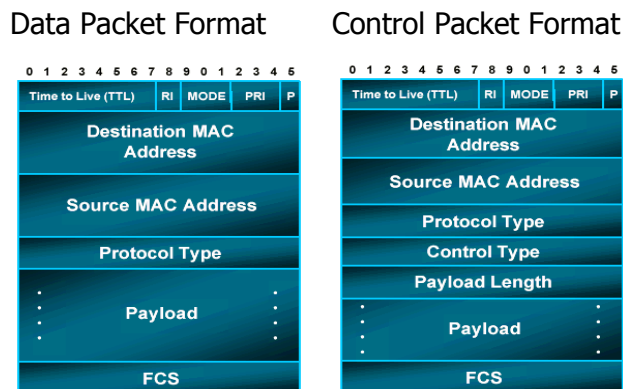 Data Packet Format
0 1 2 3 4 5 6 7 8 9 0 1 2 3 4 5
Time to Live (TTL) RI MODE PRI P
Destination MAC
Address
Source MAC Address
Protocol Type
Payload
FCS
Control Packet Format
0 1 2 3 4 5 6 7 8 9 0 1 2 3 4 5
Time to Live (TTL) RI MODE PRI P
Destination MAC
Address
Source MAC Address
Protocol Type
Control Type
Payload Length
Payload
FCS